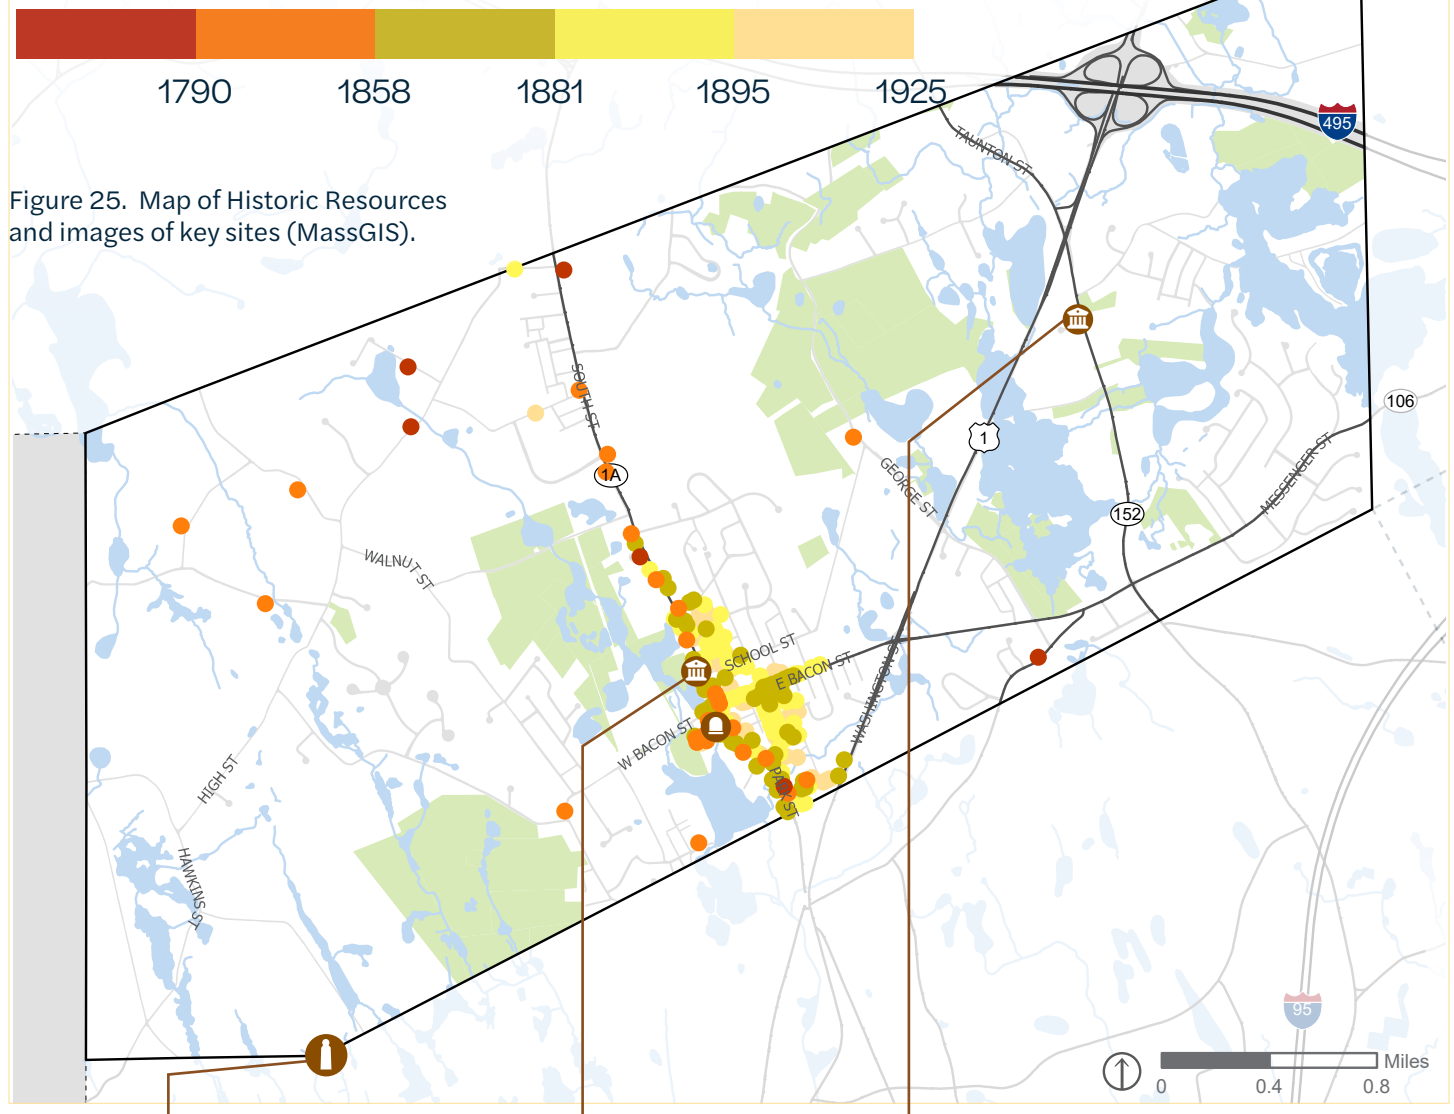 1790 1858 1881 1895 1925
Figure 25. Map of Historic Resources
and images of key sites (MassGIS).
495
TAUNTON ST
SOUTH ST
1A
106
1
GEORGE ST
MESSENGER ST
152
WALNUT ST
SCHOOL ST
E BACON ST
WASHINGTON ST
W BACON ST
PARK ST
HIGH ST
HAWKINS ST
95
Miles
0 0.4 0.8